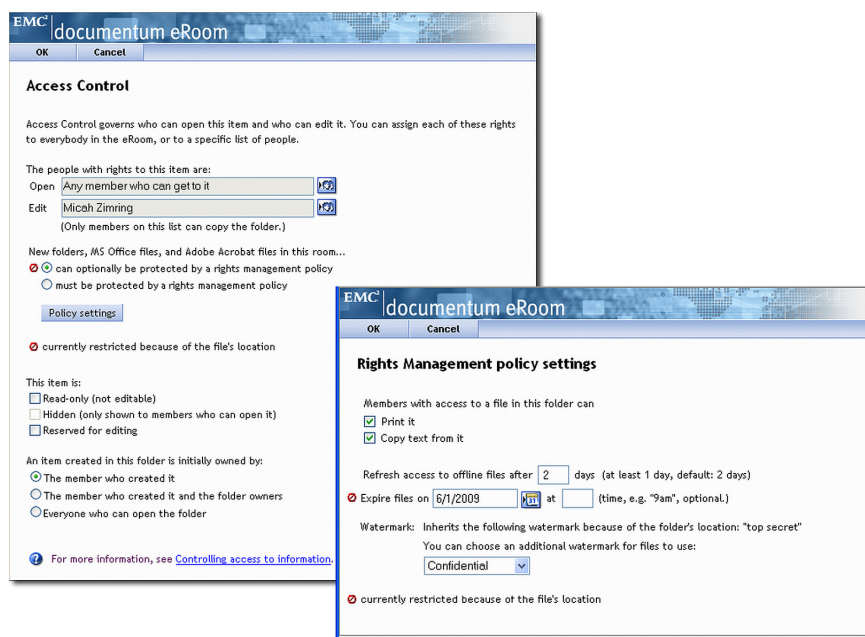 EMC² documentum eRoom
OK Cancel
Access Control
Access Control governs who can open this item and who can edit it. You can assign each of these rights
to everybody in the eRoom, or to a specific list of people.
The people with rights to this item are:
Open Any member who can get to it
Edit Micah Zimring
(Only members on this list can copy the folder.)
New folders, MS Office files, and Adobe Acrobat files in this room...
can optionally be protected by a rights management policy
must be protected by a rights management policy
Policy settings
currently restricted because of the file's location
This item is:
Read-only (not editable)
Hidden (only shown to members who can open it)
Reserved for editing
An item created in this folder is initially owned by:
The member who created it
The member who created it and the folder owners
Everyone who can open the folder
For more information, see Controlling access to information.
EMC² documentum eRoom
OK Cancel
Rights Management policy settings
Members with access to a file in this folder can
Print it
Copy text from it
Refresh access to offline files after 2 days (at least 1 day, default: 2 days)
Expire files on 6/1/2009 at (time, e.g. "9am", optional.)
Watermark: Inherits the following watermark because of the folder's location: "top secret"
You can choose an additional watermark for files to use:
Confidential
currently restricted because of the file's location